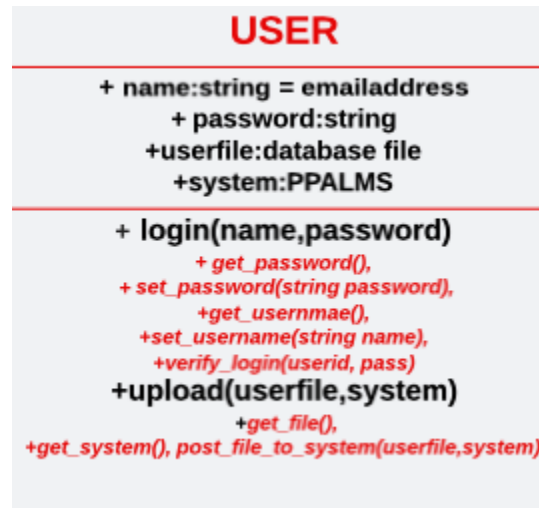 USER
+ name:string = emailaddress
+ password:string
+userfile:database file
+system:PPALMS
+ login(name,password)
+ get_password(),
+ set_password(string password),
+get_usernmae(),
+set_username(string name),
+verify_login(userid, pass)
+upload(userfile,system)
+get_file(),
+get_system(), post_file_to_system(userfile,system)